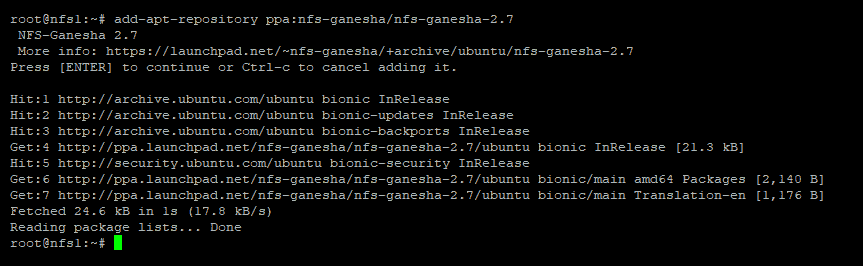 root@nfs1:~# add-apt-repository ppa:nfs-ganesha/nfs-ganesha-2.7
NFS-Ganesha 2.7
More info: https://launchpad.net/~nfs-ganesha/+archive/ubuntu/nfs-ganesha-2.7
Press [ENTER] to continue or Ctrl-c to cancel adding it.

Hit:1 http://archive.ubuntu.com/ubuntu bionic InRelease
Hit:2 http://archive.ubuntu.com/ubuntu bionic-updates InRelease
Hit:3 http://archive.ubuntu.com/ubuntu bionic-backports InRelease
Get:4 http://ppa.launchpad.net/nfs-ganesha/nfs-ganesha-2.7/ubuntu bionic InRelease [21.3 kB]
Hit:5 http://security.ubuntu.com/ubuntu bionic-security InRelease
Get:6 http://ppa.launchpad.net/nfs-ganesha/nfs-ganesha-2.7/ubuntu bionic/main amd64 Packages [2,140 B]
Get:7 http://ppa.launchpad.net/nfs-ganesha/nfs-ganesha-2.7/ubuntu bionic/main Translation-en [1,176 B]
Fetched 24.6 kB in 1s (17.8 kB/s)
Reading package lists... Done
root@nfs1:~#